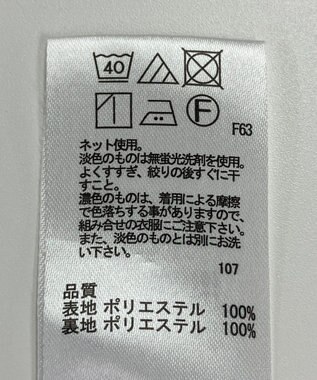 40
F
F63
ネット使用。
淡色のものは無蛍光洗剤を使用。
よくすすぎ、絞りの後すぐに干
すこと。
濃色のものは、着用による摩擦
で色落ちする事がありますので、
組み合せの衣服にご注意下さい。
また、淡色のものとは別にお洗
い下さい。
107
品質
表地 ポリエステル 100%
裏地 ポリエステル 100%